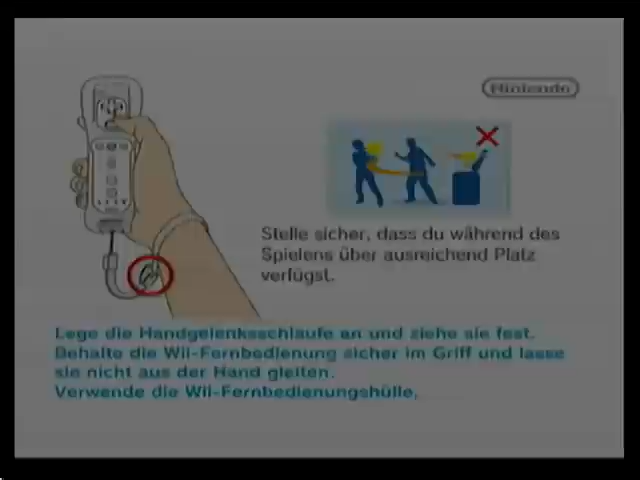 Nintendo
Stelle sicher, dass du während des
Spielens über ausreichend Platz
verfügst.
Lege die Handgelenksschlaufe an und ziehe sie fest.
Behalte die Wii-Fernbedienung sicher im Griff und lasse
sie nicht aus der Hand gleiten.
Verwende die Wii-Fernbedienungshülle.